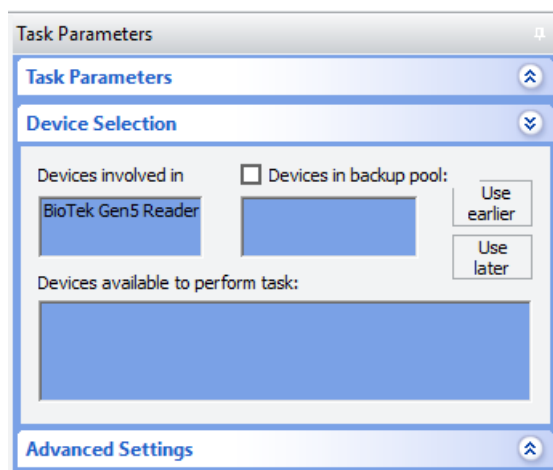 Task Parameters
Task Parameters
Device Selection
Devices involved in
Devices in backup pool:
BioTek Gen5 Reader
Use
earlier
Use
later
Devices available to perform task:
Advanced Settings